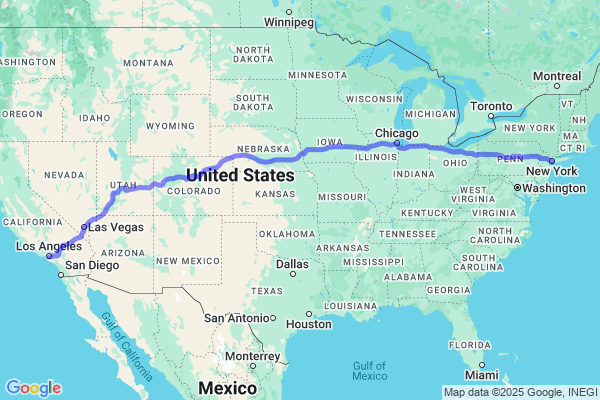 Winnipeg
WASHINGTON
MONTANA
NORTH
DAKOTA
MINNESOTA
Montreal
OREGON
IDAHO
SOUTH
DAKOTA
WISCONSIN
MICHIGAN
Toronto
VT
NH
WYOMING
NEW YORK
MA
CT RI
NEBRASKA
IOWA
Chicago
ILLINOIS
OHIO
PENN
New York
NEVADA
UTAH
COLORADO
United States
KANSAS
MISSOURI
INDIANA
WEST
VIRGINIA
Washington
CALIFORNIA
Las Vegas
KENTUCKY
VIRGINIA
Los Angeles
San Diego
ARIZONA
NEW MEXICO
OKLAHOMA
ARKANSAS
TENNESSEE
NORTH
CAROLINA
Dallas
MISSISSIPPI
ALABAMA
SOUTH
CAROLINA
GEORGIA
TEXAS
LOUISIANA
San Antonio
Houston
Gulf of
California
FLORIDA
Monterrey
Gulf of
Mexico
Miami
Mexico
Google
Map data ©2025 Google, INEGI